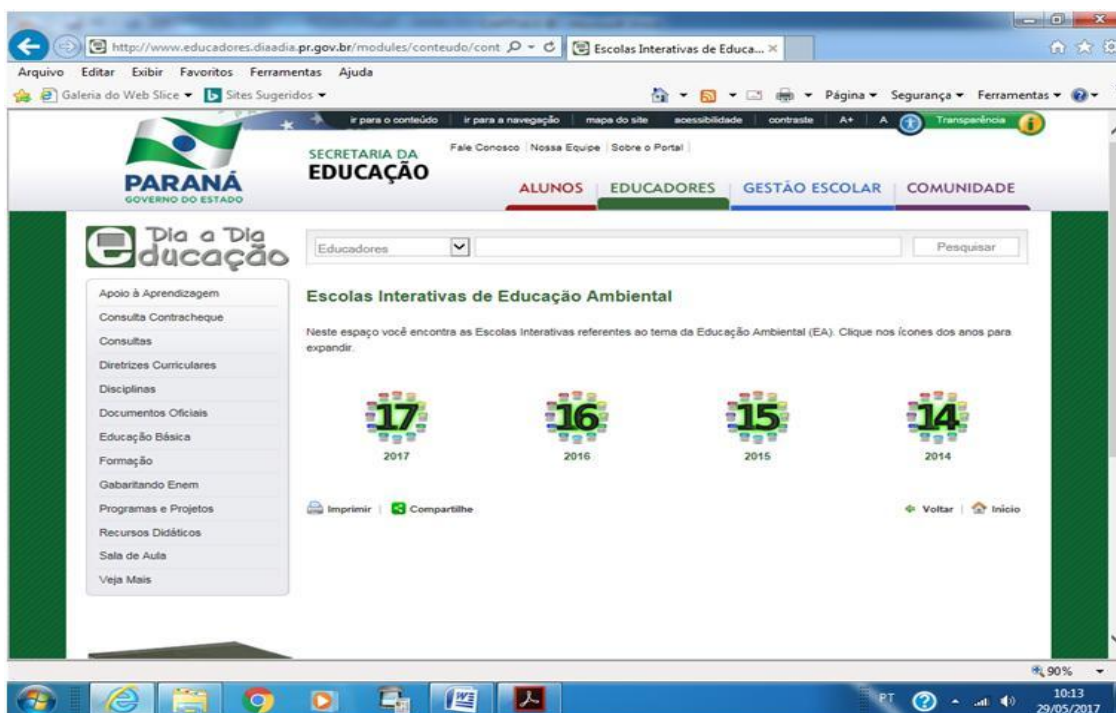 http://www.educadores.diaadia.pr.gov.br/modules/conteudo/cont
Escolas Interativas de Educa...
Arquivo Editar Exibir Favoritos Ferramentas Ajuda
Galeria do Web Slice Sites Sugeridos Página Segurança Ferramentas
ir para o conteúdo ir para a navegação mapa do site acessibilidade contraste A+ A Transparência
Fale Conosco Nossa Equipe Sobre o Portal
SECRETARIA DA
EDUCAÇÃO
PARANÁ
GOVERNO DO ESTADO
ALUNOS EDUCADORES GESTÃO ESCOLAR COMUNIDADE
Dia a Dia
educação
Educadores Pesquisar
Apoio à Aprendizagem
Consulta Contracheque
Consultas
Diretrizes Curriculares
Disciplinas
Documentos Oficiais
Educação Básica
Formação
Gabaritando Enem
Programas e Projetos
Recursos Didáticos
Sala de Aula
Veja Mais
Escolas Interativas de Educação Ambiental
Neste espaço você encontra as Escolas Interativas referentes ao tema da Educação Ambiental (EA). Clique nos ícones dos anos para
expandir.
17 16 15 14
2017 2016 2015 2014
Imprimir Compartilhe Voltar Início
90%
PT 10:13
29/05/2017